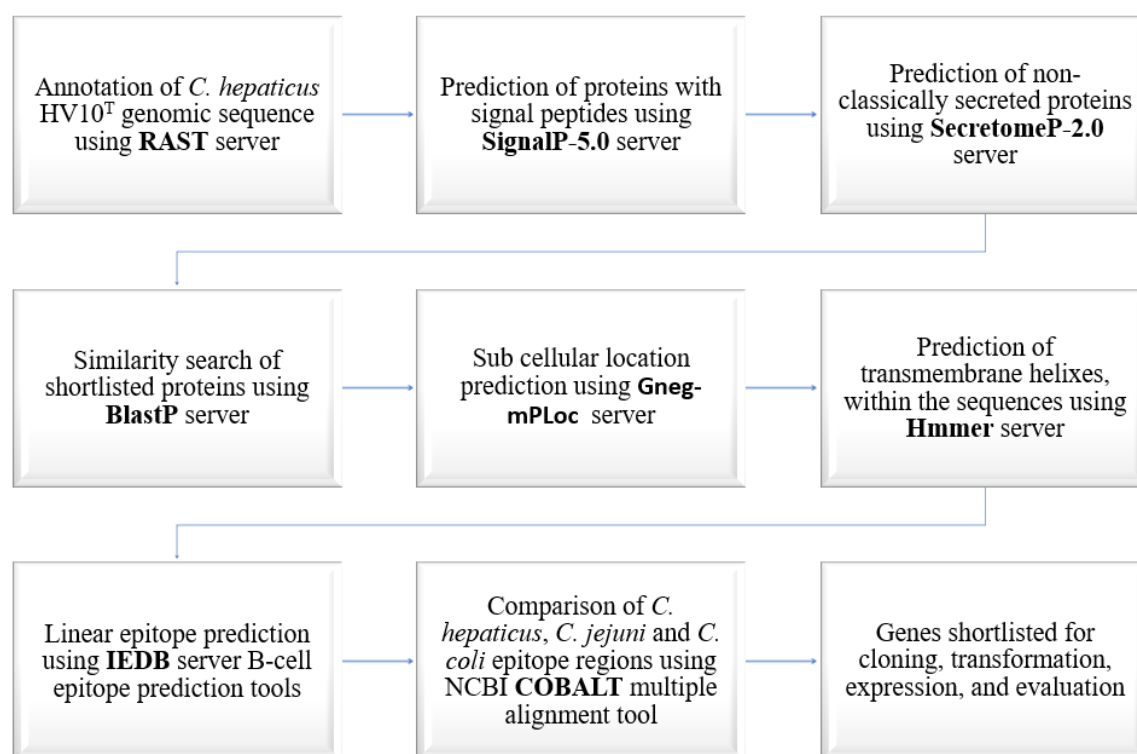 Annotation of C. hepaticus
HV10ᵀ genomic sequence
using RAST server
Prediction of proteins with
signal peptides using
SignalP-5.0 server
Prediction of non-
classically secreted proteins
using SecretomeP-2.0
server
Similarity search of
shortlisted proteins using
BlastP server
Sub cellular location
prediction using Gneg-
mPLoc server
Prediction of
transmembrane helixes,
within the sequences using
Hmmer server
Linear epitope prediction
using IEDB server B-cell
epitope prediction tools
Comparison of C.
hepaticus, C. jejuni and C.
coli epitope regions using
NCBI COBALT multiple
alignment tool
Genes shortlisted for
cloning, transformation,
expression, and evaluation